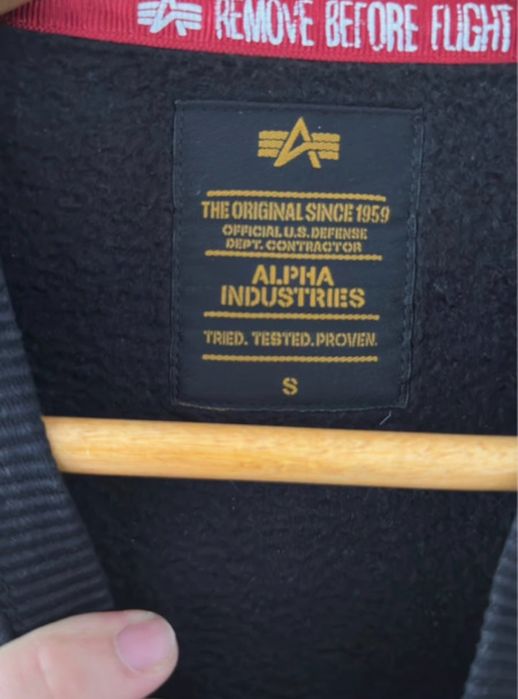 REMOVE BEFORE FLIGHT
THE ORIGINAL SINCE 1959
OFFICIAL U.S. DEFENSE
DEPT. CONTRACTOR
ALPHA
INDUSTRIES
TRIED. TESTED. PROVEN.
S